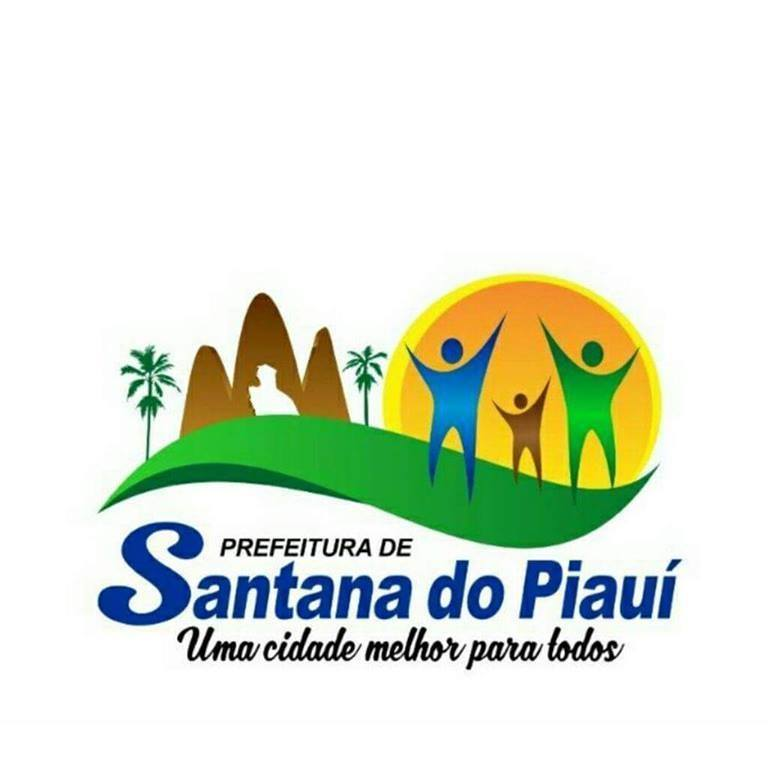 PREFEITURA DE
Santana do Piauí
Uma cidade melhor para todos